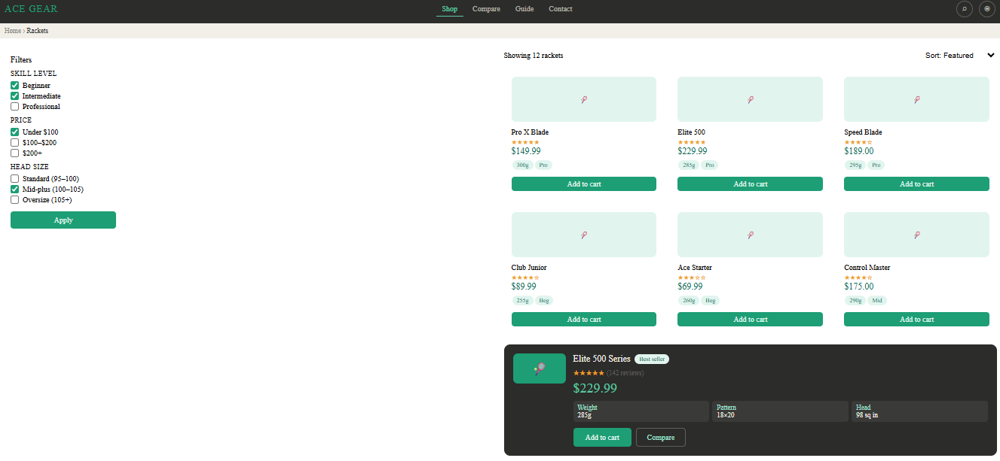 ACE GEAR
Shop Compare Guide Contact
Home › Rackets
Filters
SKILL LEVEL
Beginner
Intermediate
Professional
PRICE
Under $100
$100–$200
$200+
HEAD SIZE
Standard (95–100)
Mid-plus (100–105)
Oversize (105+)
Apply
Showing 12 rackets
Sort: Featured
Pro X Blade
★★★★★
$149.99
300g Pro
Add to cart
Elite 500
★★★★★
$229.99
285g Pro
Add to cart
Speed Blade
★★★★☆
$189.00
295g Pro
Add to cart
Club Junior
★★★★☆
$89.99
255g Beg
Add to cart
Ace Starter
★★★☆☆
$69.99
260g Beg
Add to cart
Control Master
★★★★☆
$175.00
290g Mid
Add to cart
Elite 500 Series Best seller
★★★★★ (142 reviews)
$229.99
Weight
285g
Pattern
18×20
Head
98 sq in
Add to cart Compare